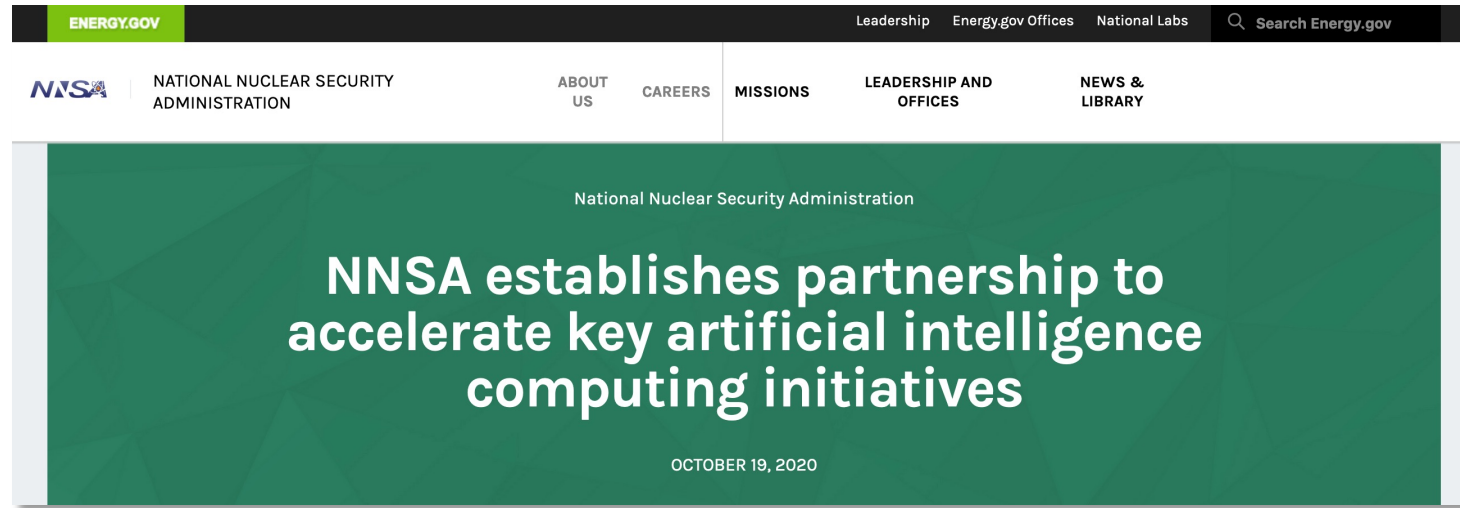 ENERGY.GOV
Leadership Energy.gov Offices National Labs Search Energy.gov
NNSA
NATIONAL NUCLEAR SECURITY
ADMINISTRATION
ABOUT
US
CAREERS
MISSIONS
LEADERSHIP AND
OFFICES
NEWS &
LIBRARY
National Nuclear Security Administration
NNSA establishes partnership to
accelerate key artificial intelligence
computing initiatives
OCTOBER 19, 2020